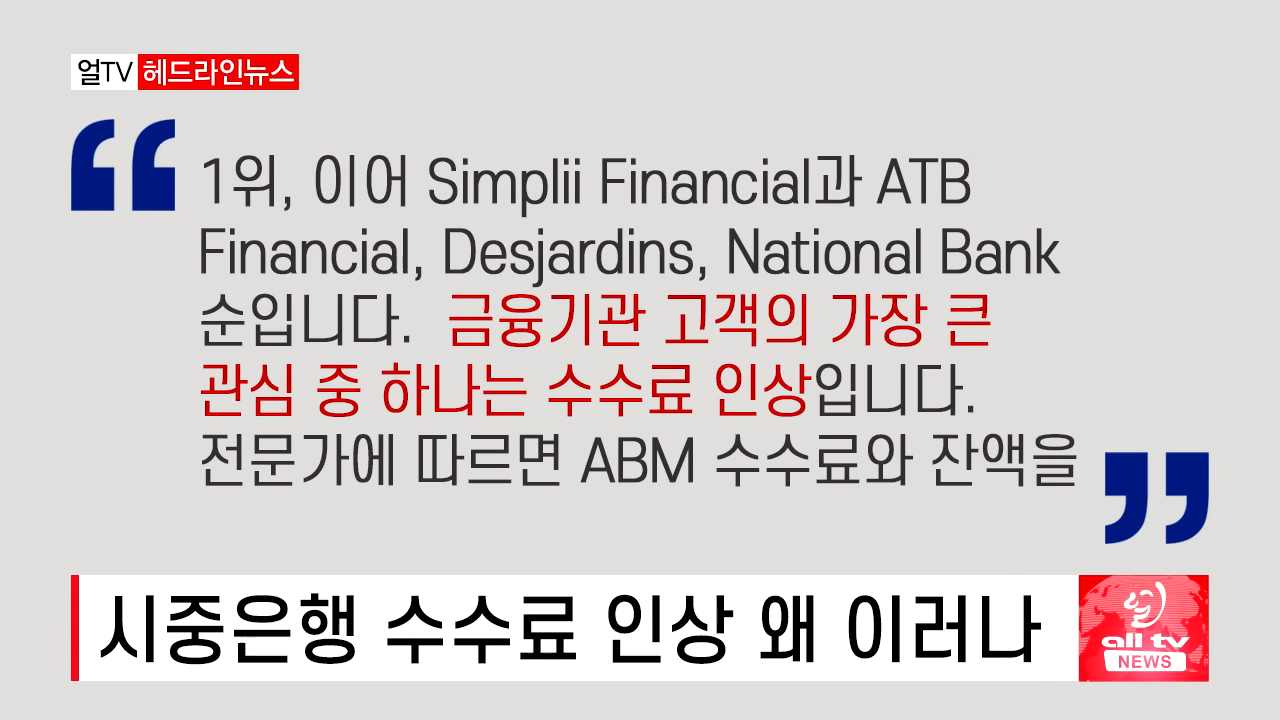 얼TV 헤드라인뉴스
1위, 이어 Simplii Financial과 ATB
Financial, Desjardins, National Bank
순입니다. 금융기관 고객의 가장 큰
관심 중 하나는 수수료 인상입니다.
전문가에 따르면 ABM 수수료와 잔액을
시중은행 수수료 인상 왜 이러나
all tv
NEWS